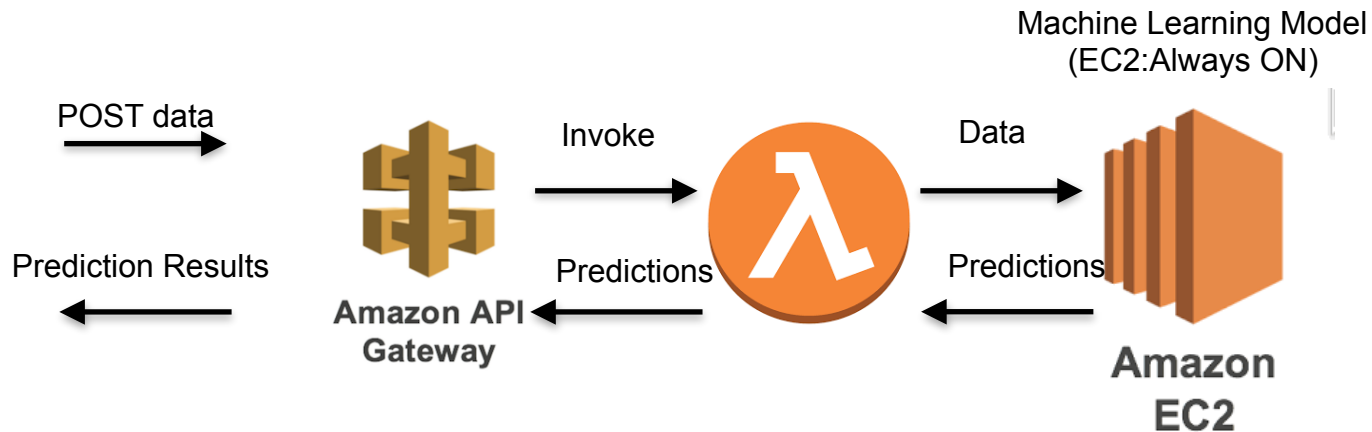 Machine Learning Model
(EC2:Always ON)
POST data
Invoke
Data
Prediction Results
Predictions
Predictions
Amazon API
Gateway
Amazon
EC2